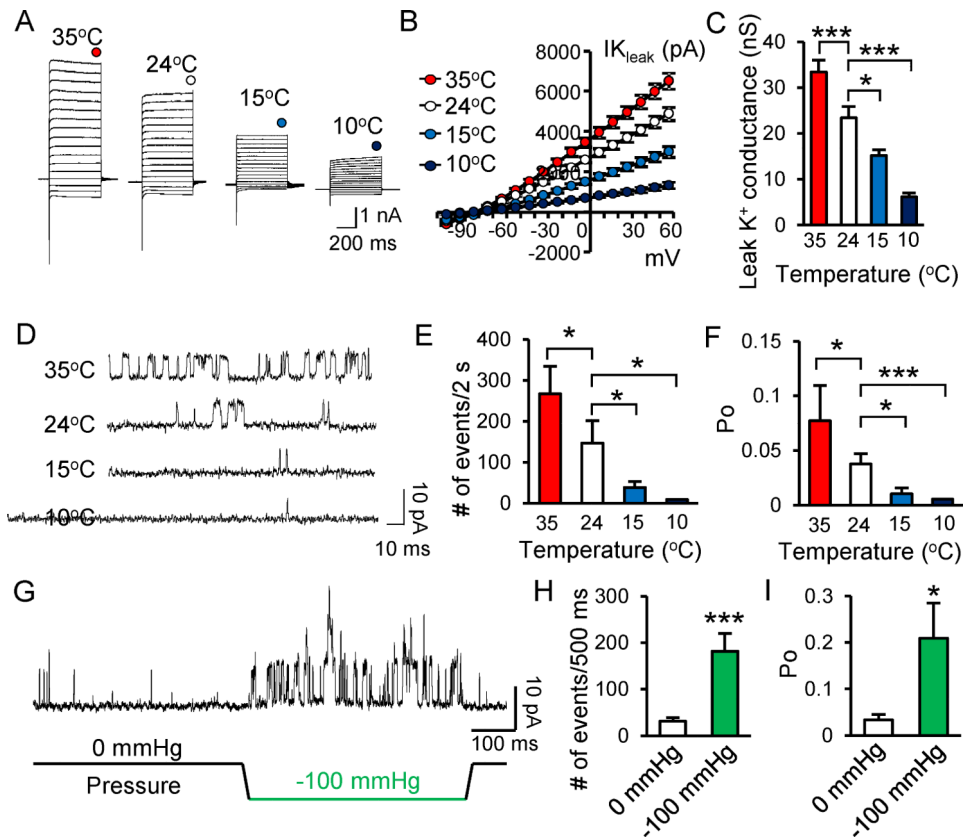 A
35°C
24°C
15°C
10°C
1 nA
200 ms
B
IK_leak (pA)
35°C
24°C
15°C
10°C
8000
6000
4000
2000
0000
-2000
-90
-60
-30
0
30
60
mV
C
Leak K⁺ conductance (nS)
40
30
20
10
0
***
***
*
35
24
15
10
Temperature (°C)
D
35°C
24°C
15°C
10°C
10 pA
10 ms
E
# of events/2 s
400
300
200
100
0
*
*
*
35
24
15
10
Temperature (°C)
F
Po
0.15
0.1
0.05
0
*
***
*
35
24
15
10
Temperature (°C)
G
10 pA
100 ms
0 mmHg
Pressure
-100 mmHg
H
# of events/500 ms
300
200
100
0
***
0 mmHg
-100 mmHg
I
Po
0.3
0.2
0.1
0
*
0 mmHg
-100 mmHg